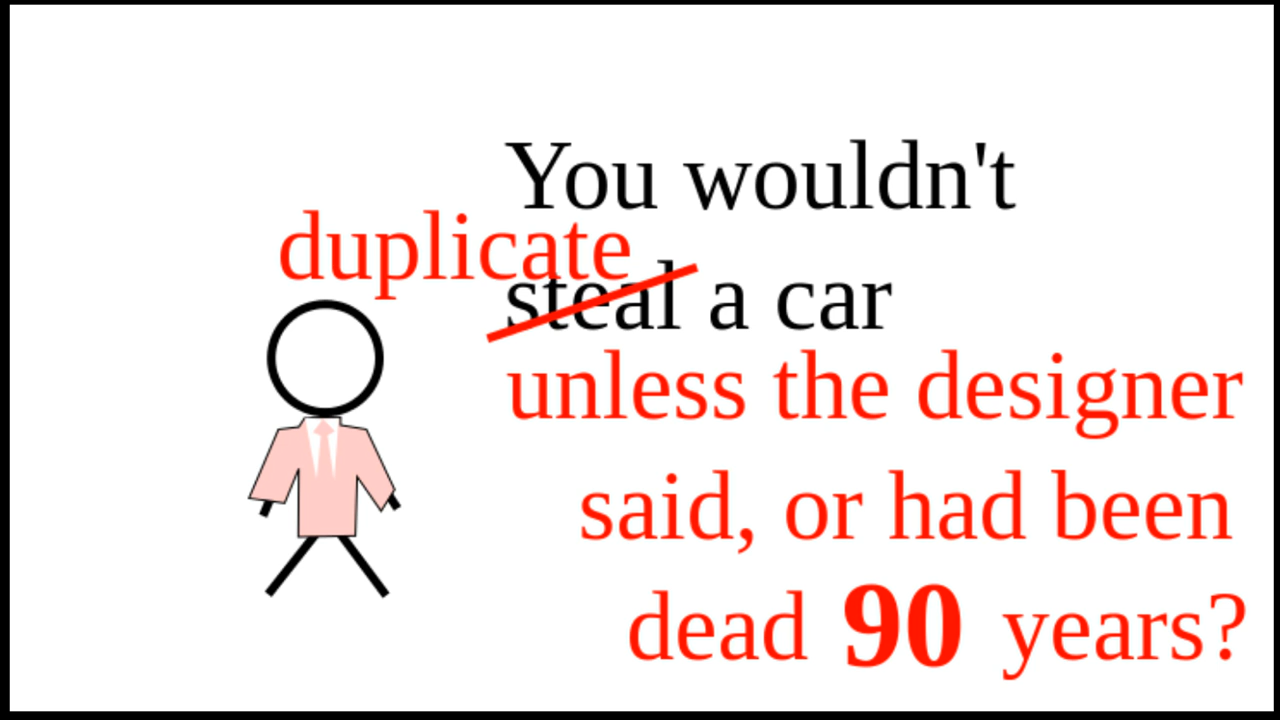 You wouldn't
duplicate
steal a car
unless the designer
said, or had been
dead 90 years?